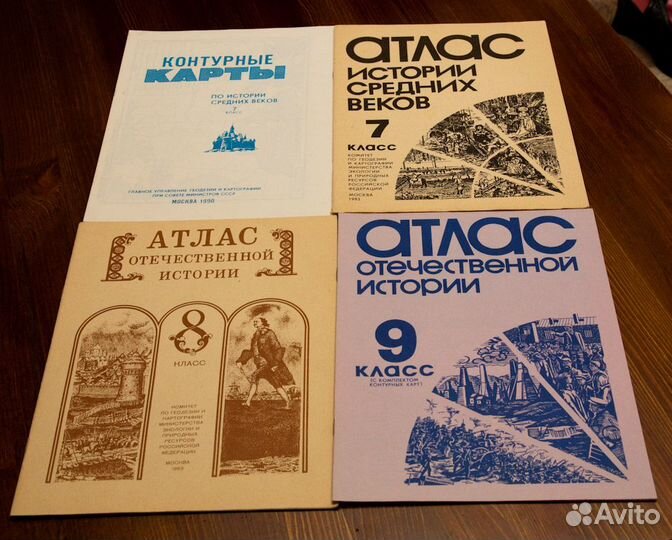 КОНТУРНЫЕ
КАРТЫ
ПО ИСТОРИИ
СРЕДНИХ ВЕКОВ
7
КЛАСС
ГЛАВНОЕ УПРАВЛЕНИЕ ГЕОДЕЗИИ И КАРТОГРАФИИ
ПРИ СОВЕТЕ МИНИСТРОВ СССР
МОСКВА 1990
АТЛАС
ИСТОРИИ
СРЕДНИХ
ВЕКОВ
7
КЛАСС
КОМИТЕТ
ПО ГЕОДЕЗИИ
И КАРТОГРАФИИ
МИНИСТЕРСТВА
ЭКОЛОГИИ
И ПРИРОДНЫХ
РЕСУРСОВ
РОССИЙСКОЙ
ФЕДЕРАЦИИ
МОСКВА
1993
АТЛАС
ОТЕЧЕСТВЕННОЙ
ИСТОРИИ
8
КЛАСС
КОМИТЕТ
ПО ГЕОДЕЗИИ И
КАРТОГРАФИИ
МИНИСТЕРСТВА
ЭКОЛОГИИ И
ПРИРОДНЫХ
РЕСУРСОВ
РОССИЙСКОЙ
ФЕДЕРАЦИИ
МОСКВА
1993
АТЛАС
ОТЕЧЕСТВЕННОЙ
ИСТОРИИ
9
КЛАСС
(С КОМПЛЕКТОМ
КОНТУРНЫХ КАРТ)
Avito